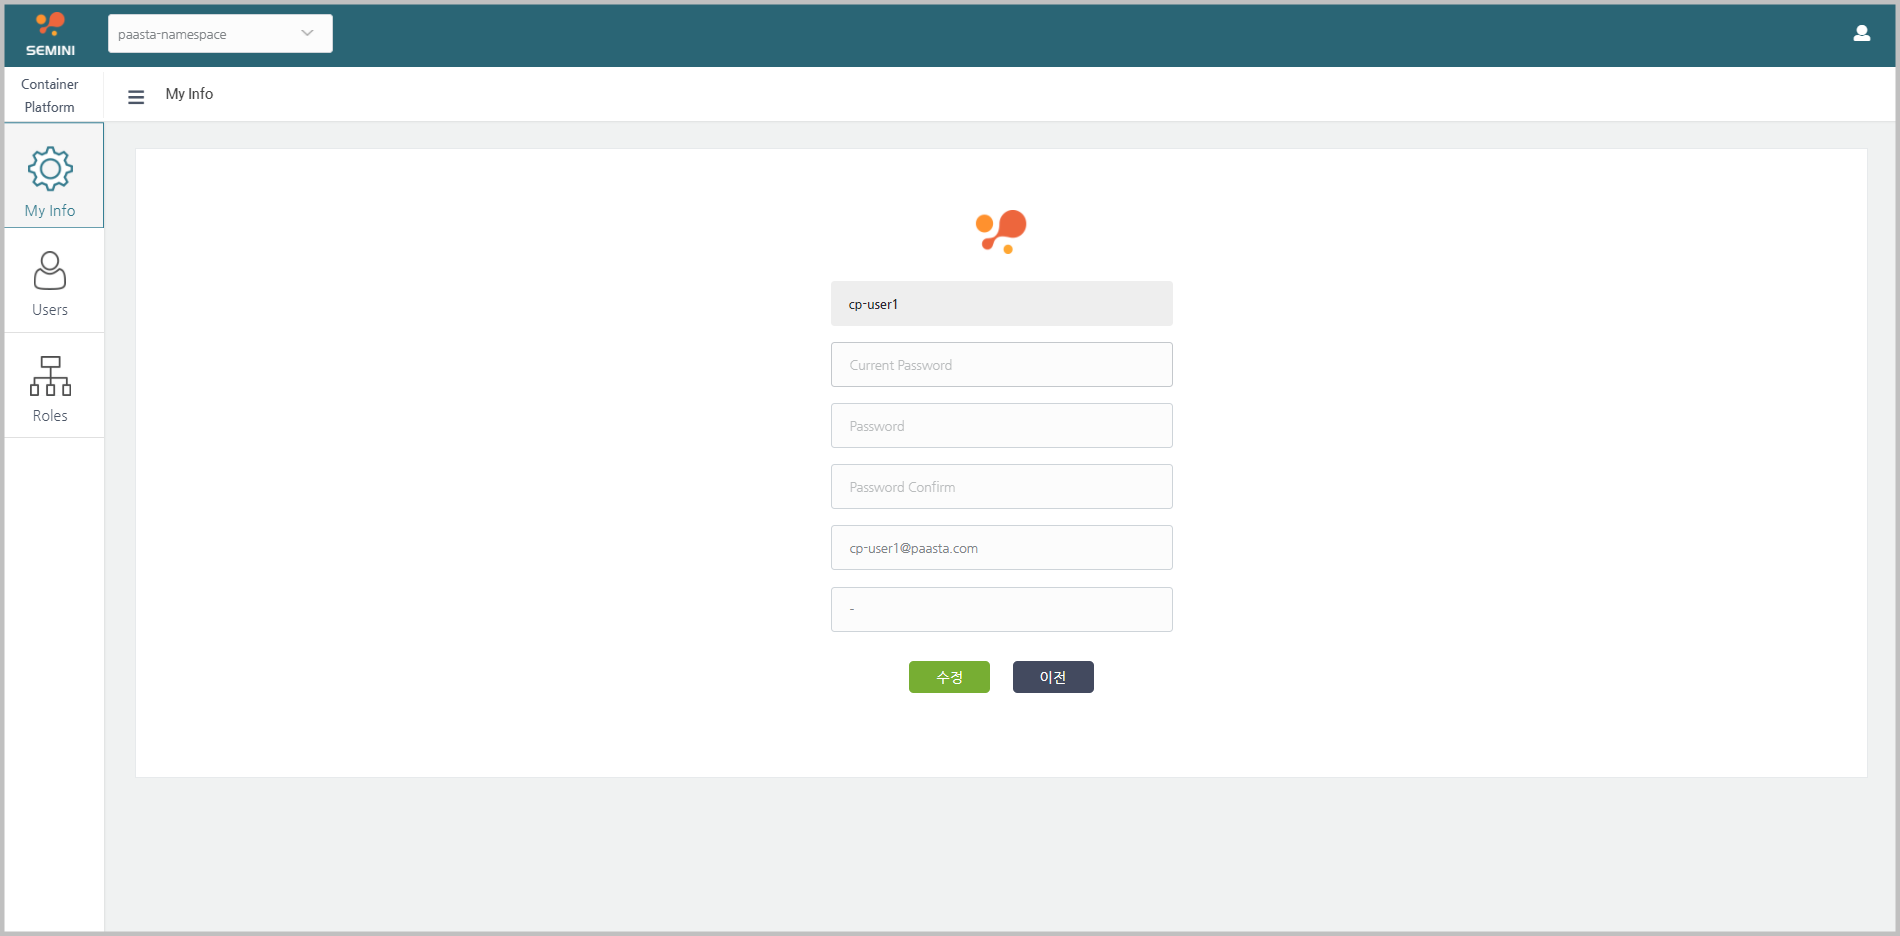 SEMINI
paasta-namespace
Container
Platform
My Info
My Info
Users
Roles
cp-user1
Current Password
Password
Password Confirm
cp-user1@paasta.com
-
수정
이전